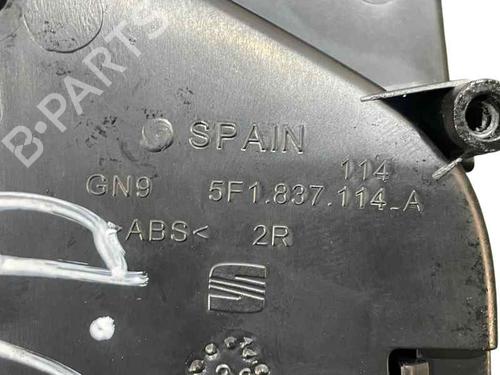 B-PARTS
SPAIN
114
GN9 5F1.837.114_A
>ABS< 2R